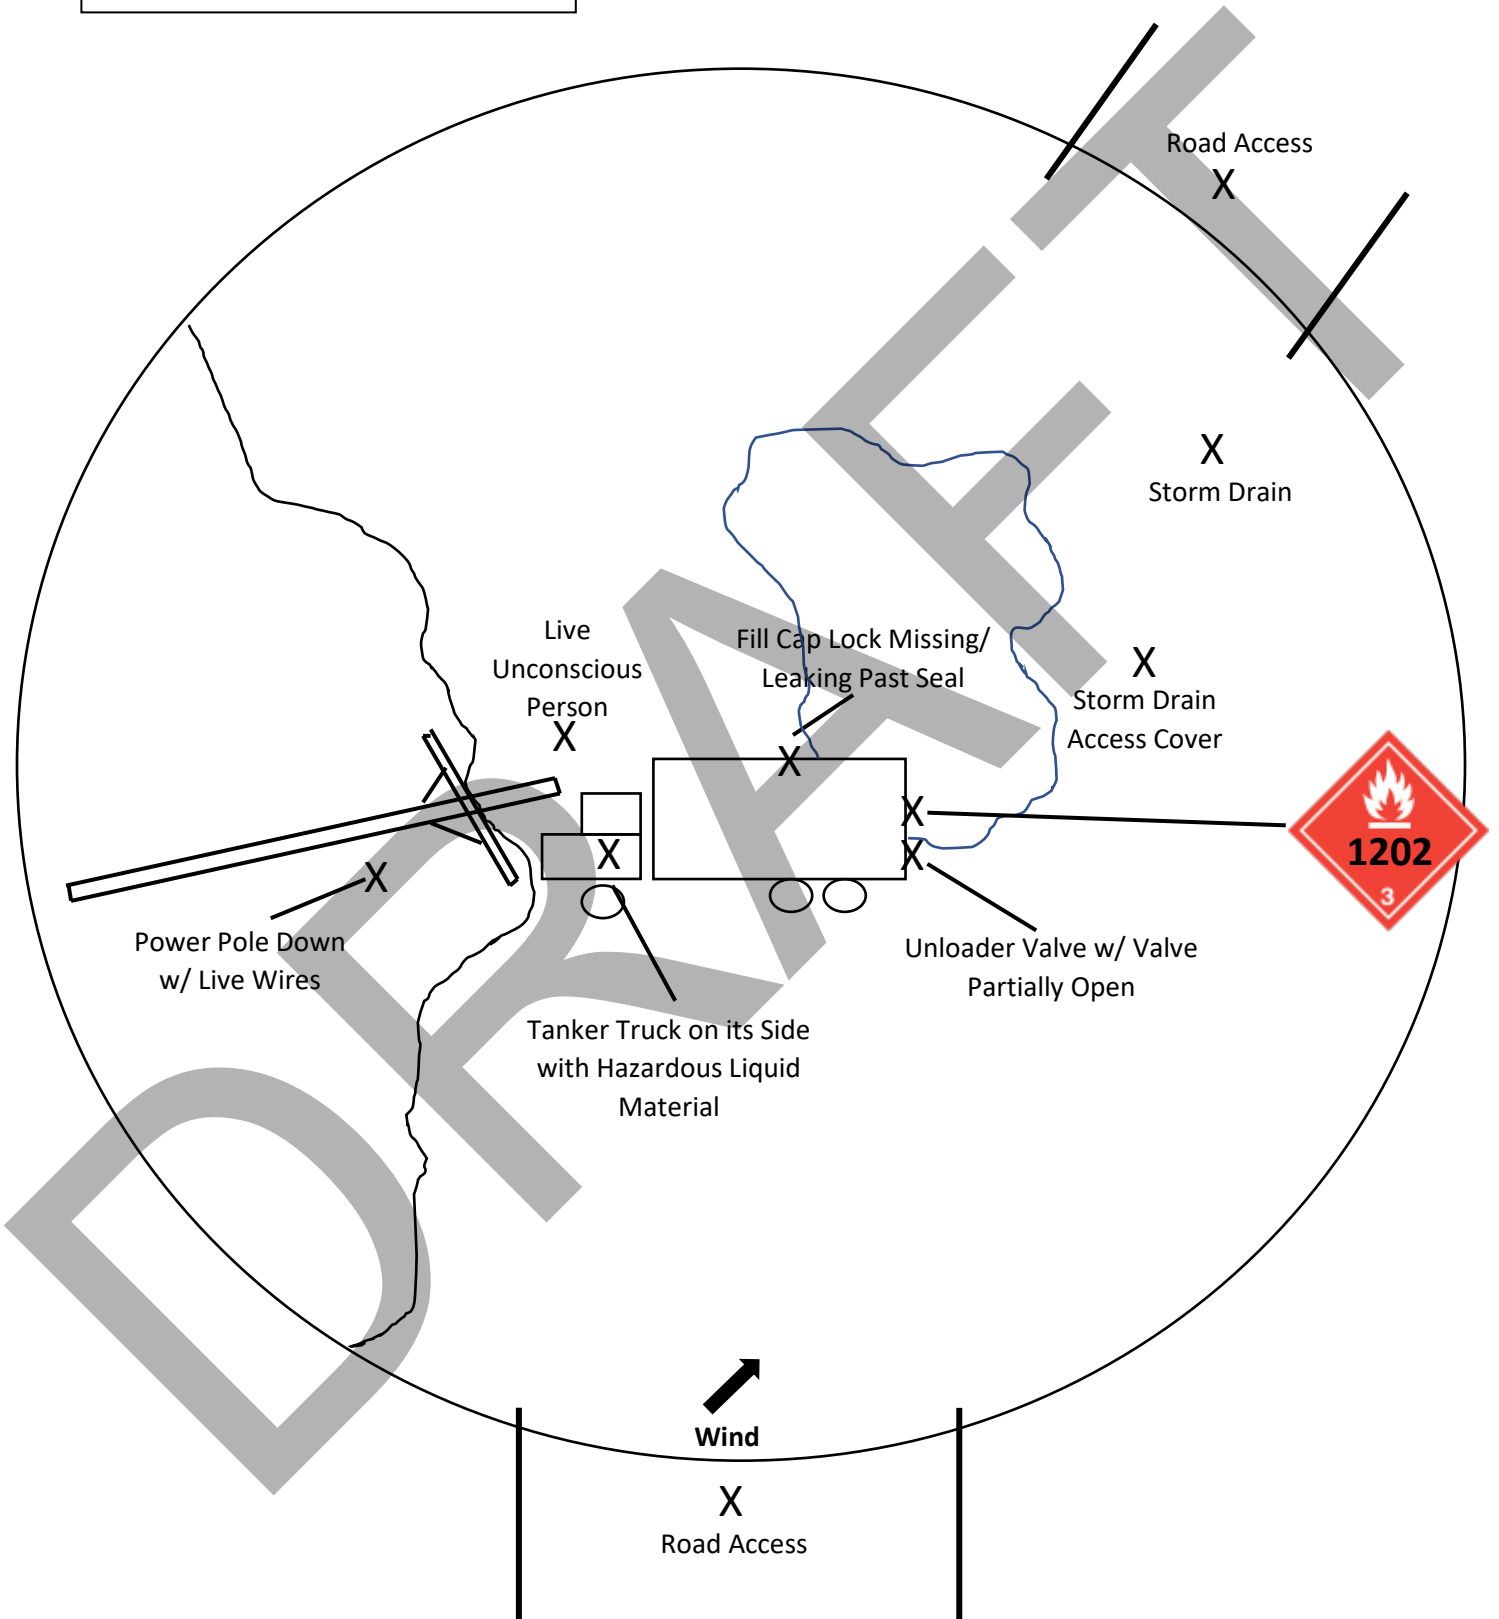 Road Access
X
X
Storm Drain
Live
Unconscious
Person
X
Fill Cap Lock Missing/
Leaking Past Seal
X
X
Storm Drain
Access Cover
X
X
X
X
1202
3
Power Pole Down
w/ Live Wires
Unloader Valve w/ Valve
Partially Open
Tanker Truck on its Side
with Hazardous Liquid
Material
Wind
X
Road Access
DRAFT